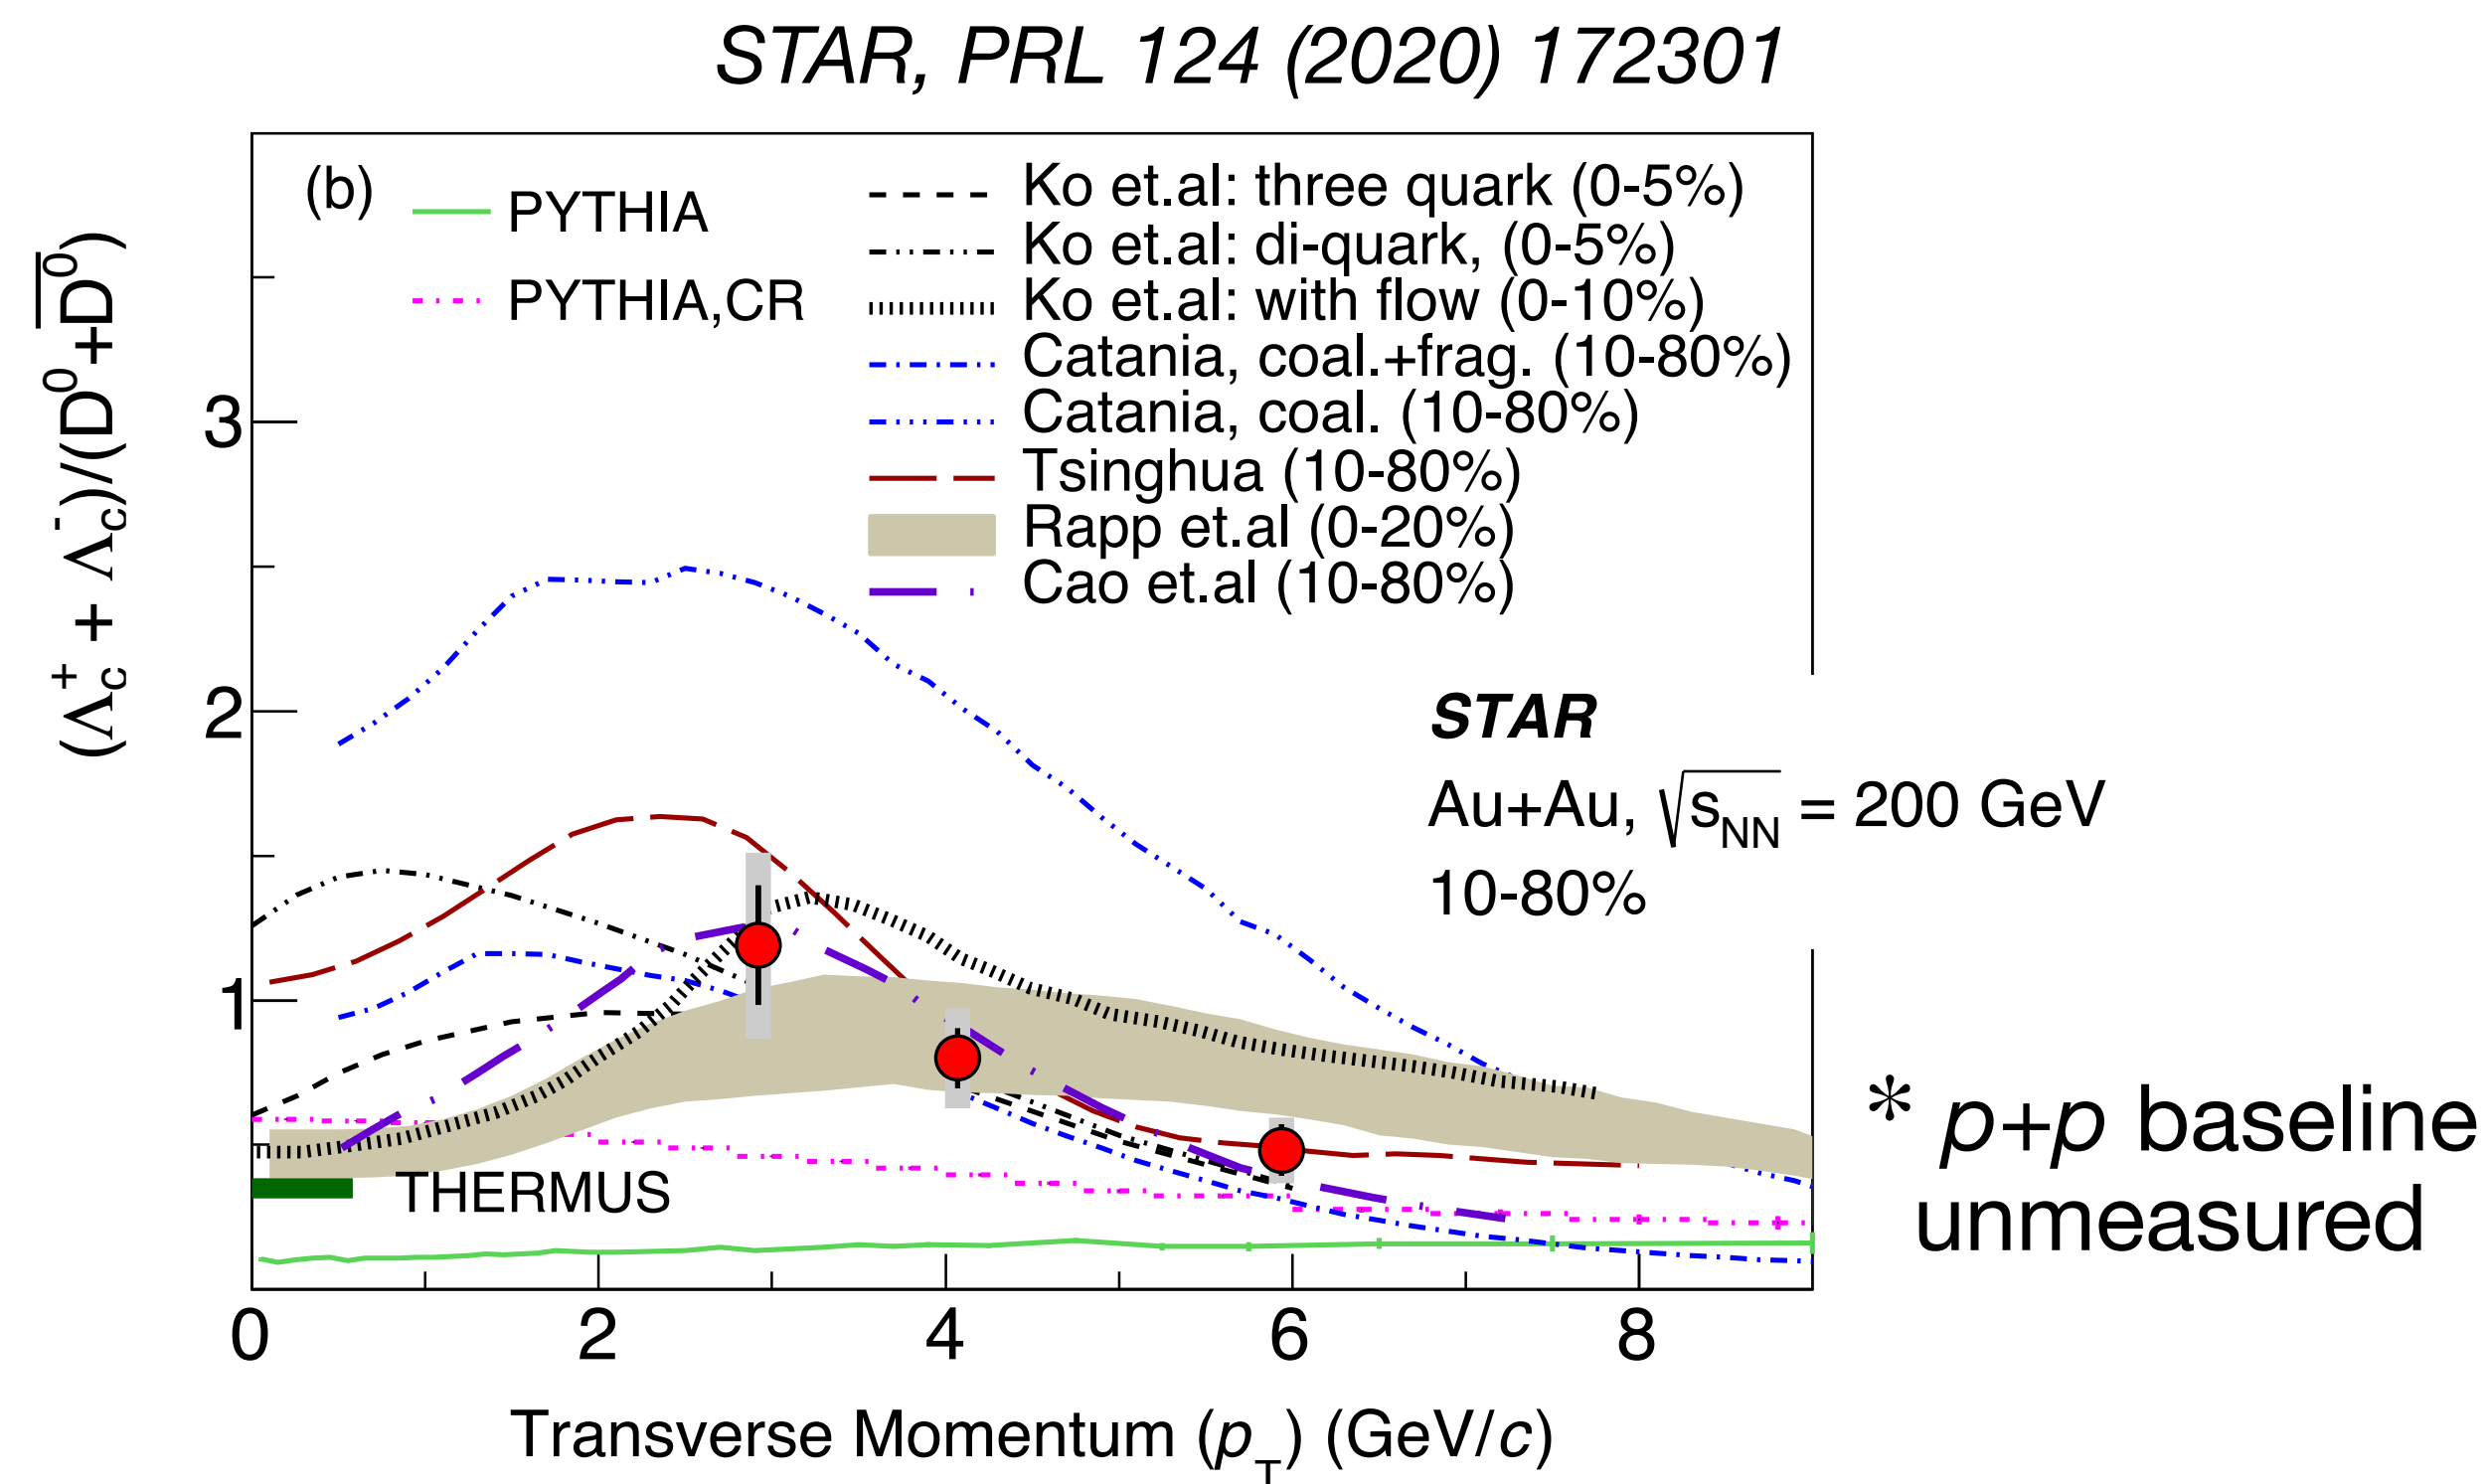 STAR, PRL 124 (2020) 172301
(b)
PYTHIA
PYTHIA,CR
Ko et.al: three quark (0-5%)
Ko et.al: di-quark, (0-5%)
Ko et.al: with flow (0-10%)
Catania, coal.+frag. (10-80%)
Catania, coal. (10-80%)
Tsinghua (10-80%)
Rapp et.al (0-20%)
Cao et.al (10-80%)
(Λc+ + Λc-)/(D0+D̅0̅)
3
2
1
STAR
Au+Au, √sNN = 200 GeV
10-80%
THERMUS
* p+p baseline
unmeasured
0 2 4 6 8
Transverse Momentum (pT) (GeV/c)